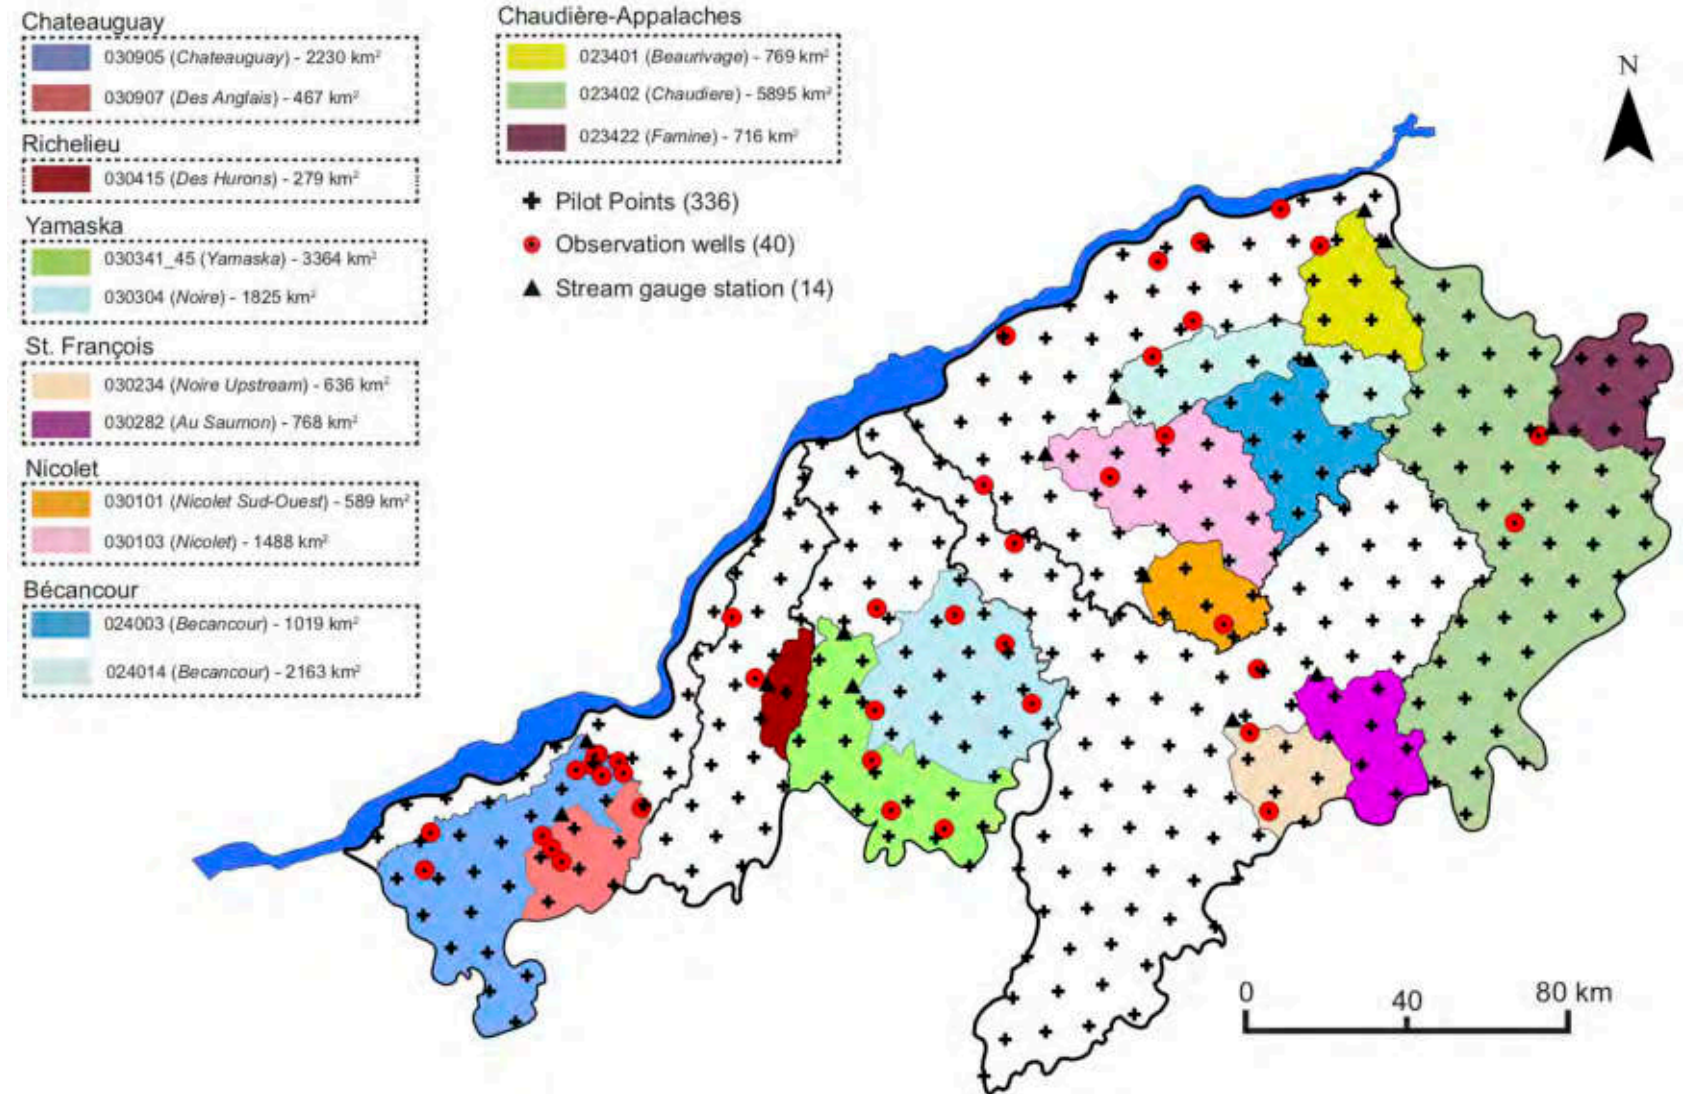 Chateauguay
030905 (Chateauguay) - 2230 km²
030907 (Des Anglais) - 467 km²
Richelieu
030415 (Des Hurons) - 279 km²
Yamaska
030341_45 (Yamaska) - 3364 km²
030304 (Noire) - 1825 km²
St. François
030234 (Noire Upstream) - 636 km²
030282 (Au Saumon) - 768 km²
Nicolet
030101 (Nicolet Sud-Ouest) - 589 km²
030103 (Nicolet) - 1488 km²
Bécancour
024003 (Becancour) - 1019 km²
024014 (Becancour) - 2163 km²
Chaudière-Appalaches
023401 (Beaurivage) - 769 km²
023402 (Chaudiere) - 5895 km²
023422 (Famine) - 716 km²
Pilot Points (336)
Observation wells (40)
Stream gauge station (14)
N
0 40 80 km